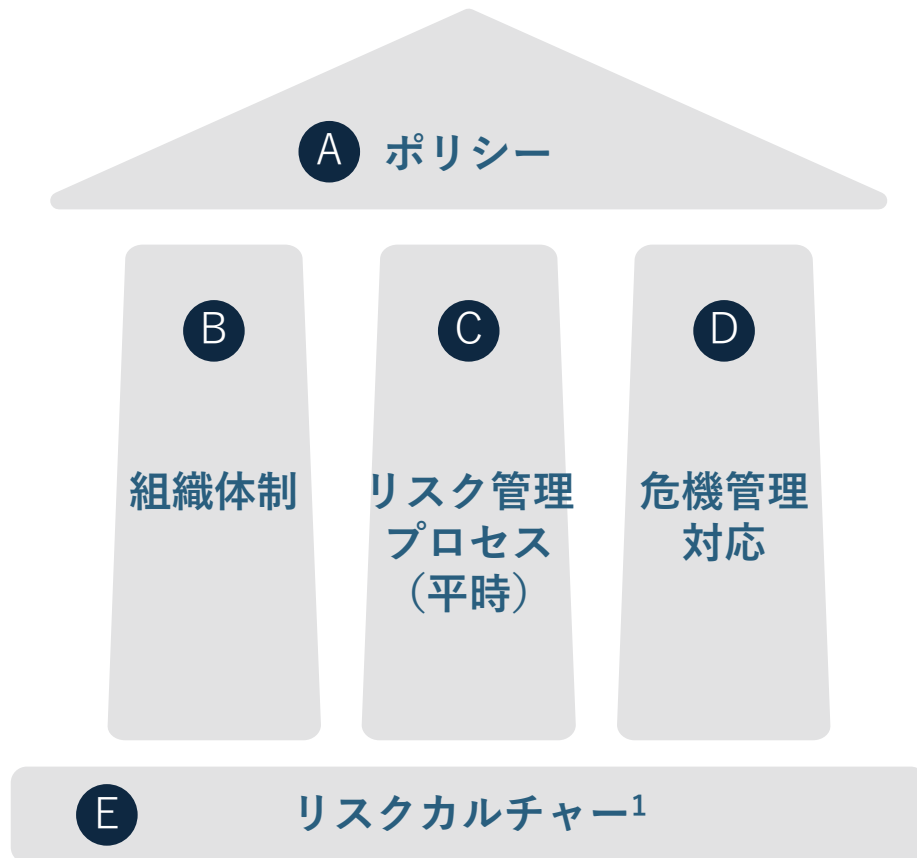 A ポリシー
B
C
D
組織体制
リスク管理
プロセス
（平時）
危機管理
対応
E リスクカルチャー1